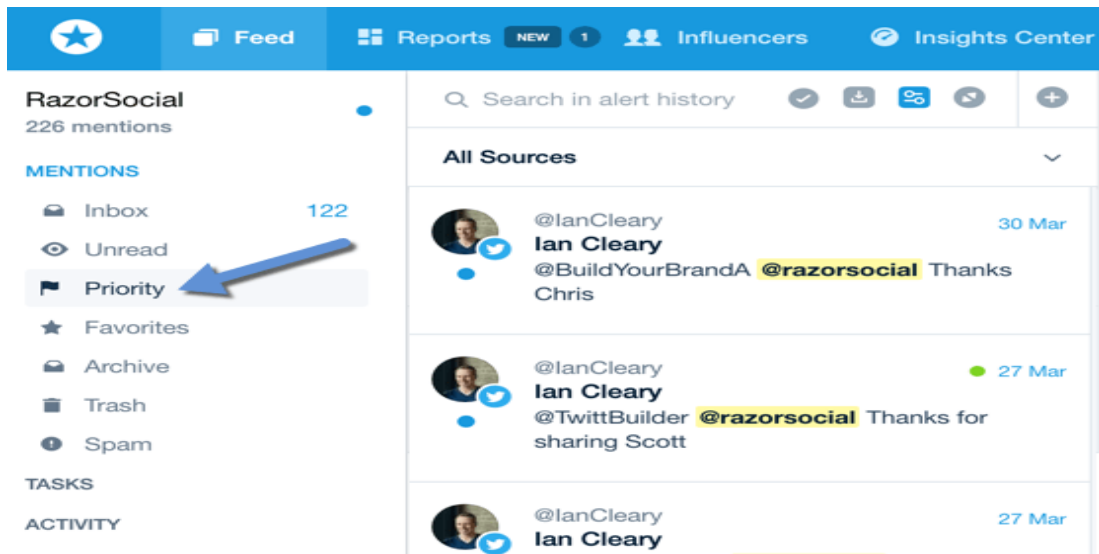 Feed
Reports NEW 1
Influencers
Insights Center
RazorSocial
226 mentions
MENTIONS
Inbox 122
Unread
Priority
Favorites
Archive
Trash
Spam
TASKS
ACTIVITY
Search in alert history
All Sources
@IanCleary
30 Mar
Ian Cleary
@BuildYourBrandA @razorsocial Thanks
Chris
@IanCleary
27 Mar
Ian Cleary
@TwittBuilder @razorsocial Thanks for
sharing Scott
@IanCleary
27 Mar
Ian Cleary